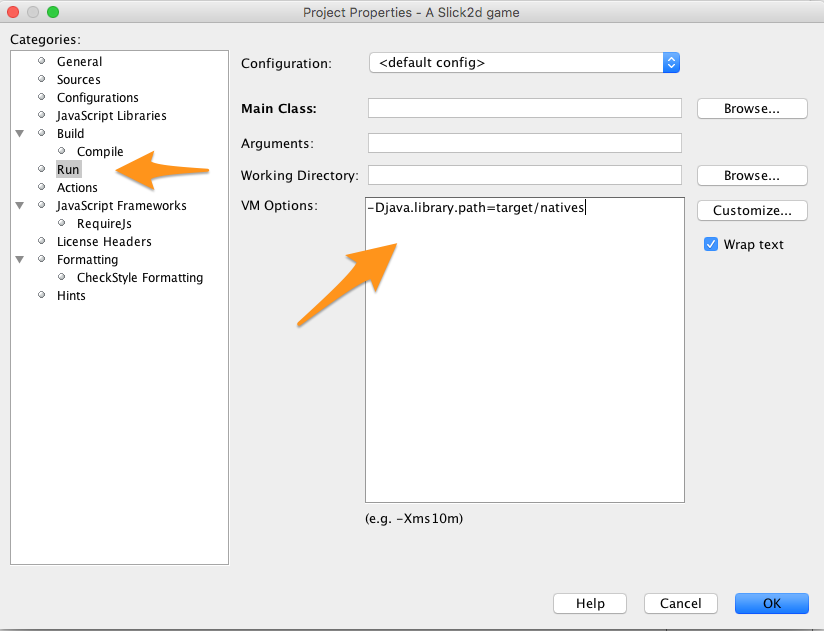 Project Properties - A Slick2d game
Categories:
General
Sources
Configurations
JavaScript Libraries
Build
Compile
Run
Actions
JavaScript Frameworks
RequireJs
License Headers
Formatting
CheckStyle Formatting
Hints
Configuration: <default config>
Main Class: Browse...
Arguments:
Working Directory: Browse...
VM Options: -Djava.library.path=target/natives Customize...
Wrap text
(e.g. -Xms10m)
Help Cancel OK